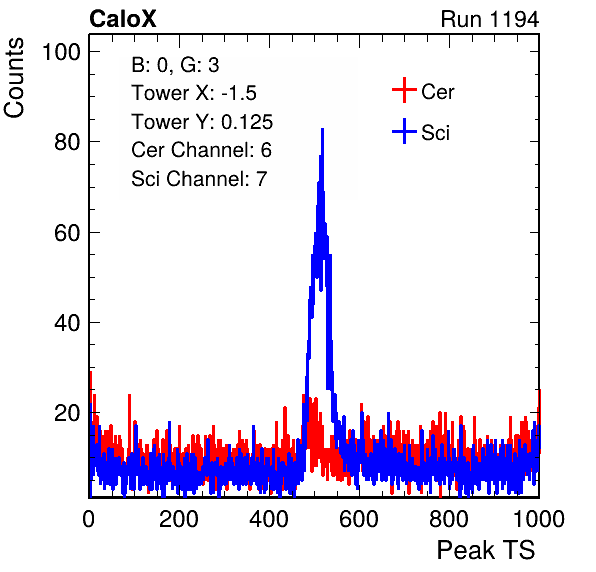 CaloX
Run 1194
Counts
B: 0, G: 3
Tower X: -1.5
Tower Y: 0.125
Cer Channel: 6
Sci Channel: 7
Cer
Sci
100
80
60
40
20
0
200
400
600
800
1000
Peak TS